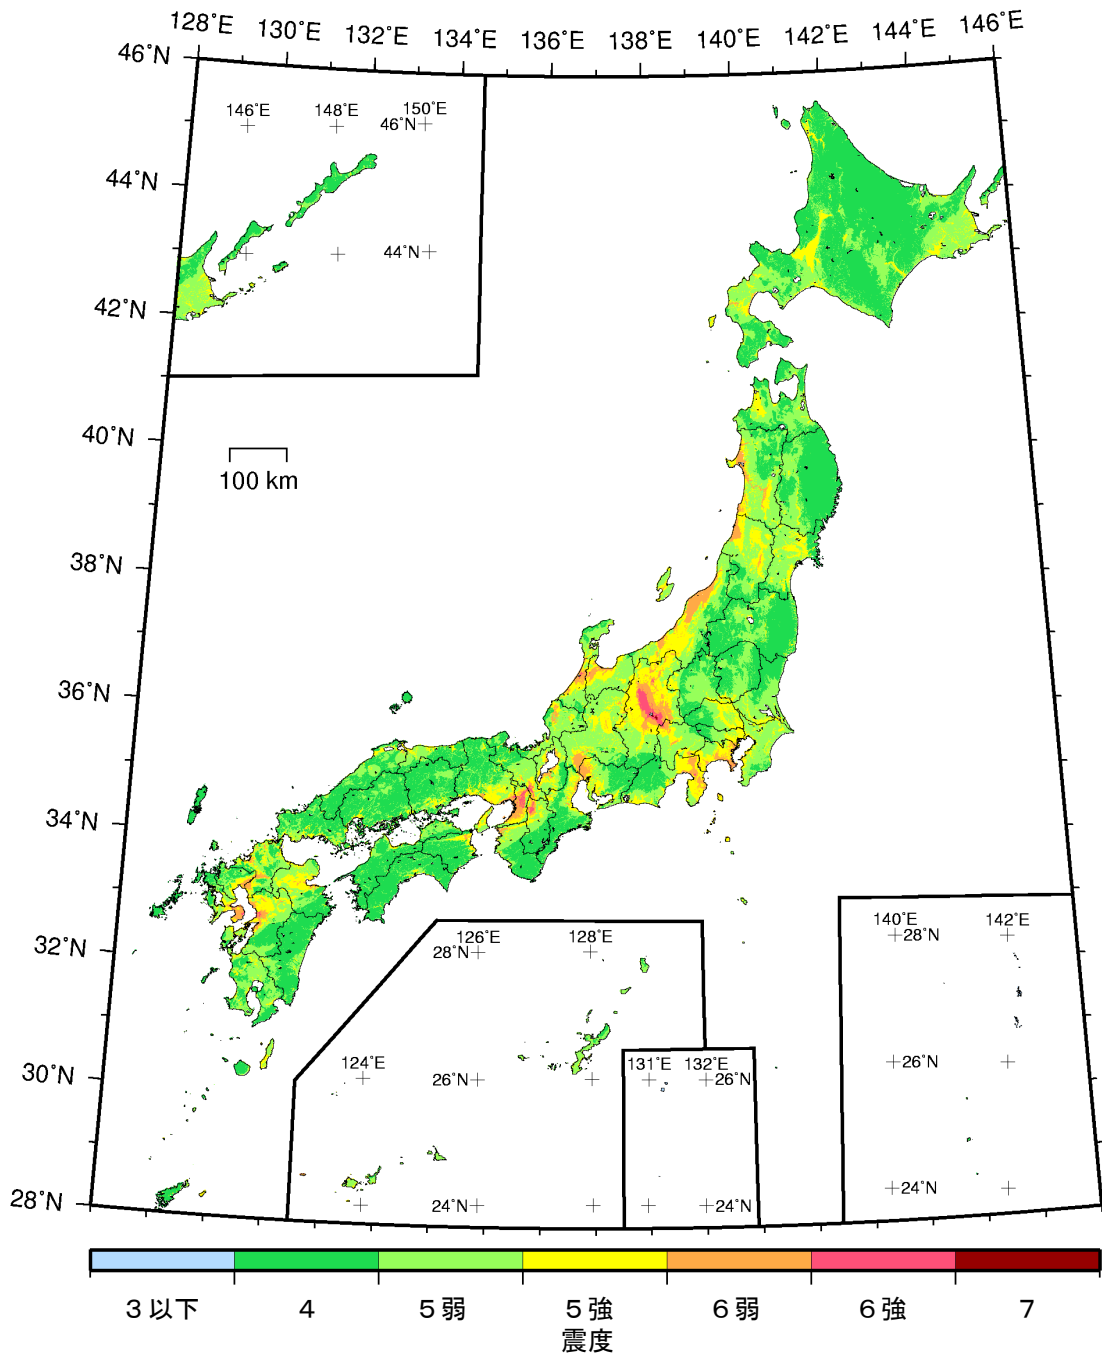 128°E 130°E 132°E 134°E 136°E 138°E 140°E 142°E 144°E 146°E
46°N
146°E 148°E 150°E
46°N
44°N
44°N
42°N
40°N
100 km
38°N
36°N
34°N
32°N
126°E 128°E
28°N
140°E 142°E
28°N
124°E
26°N
131°E 132°E
26°N
26°N
30°N
24°N
24°N
24°N
28°N
3以下 4 5弱 5強 6弱 6強 7
震度